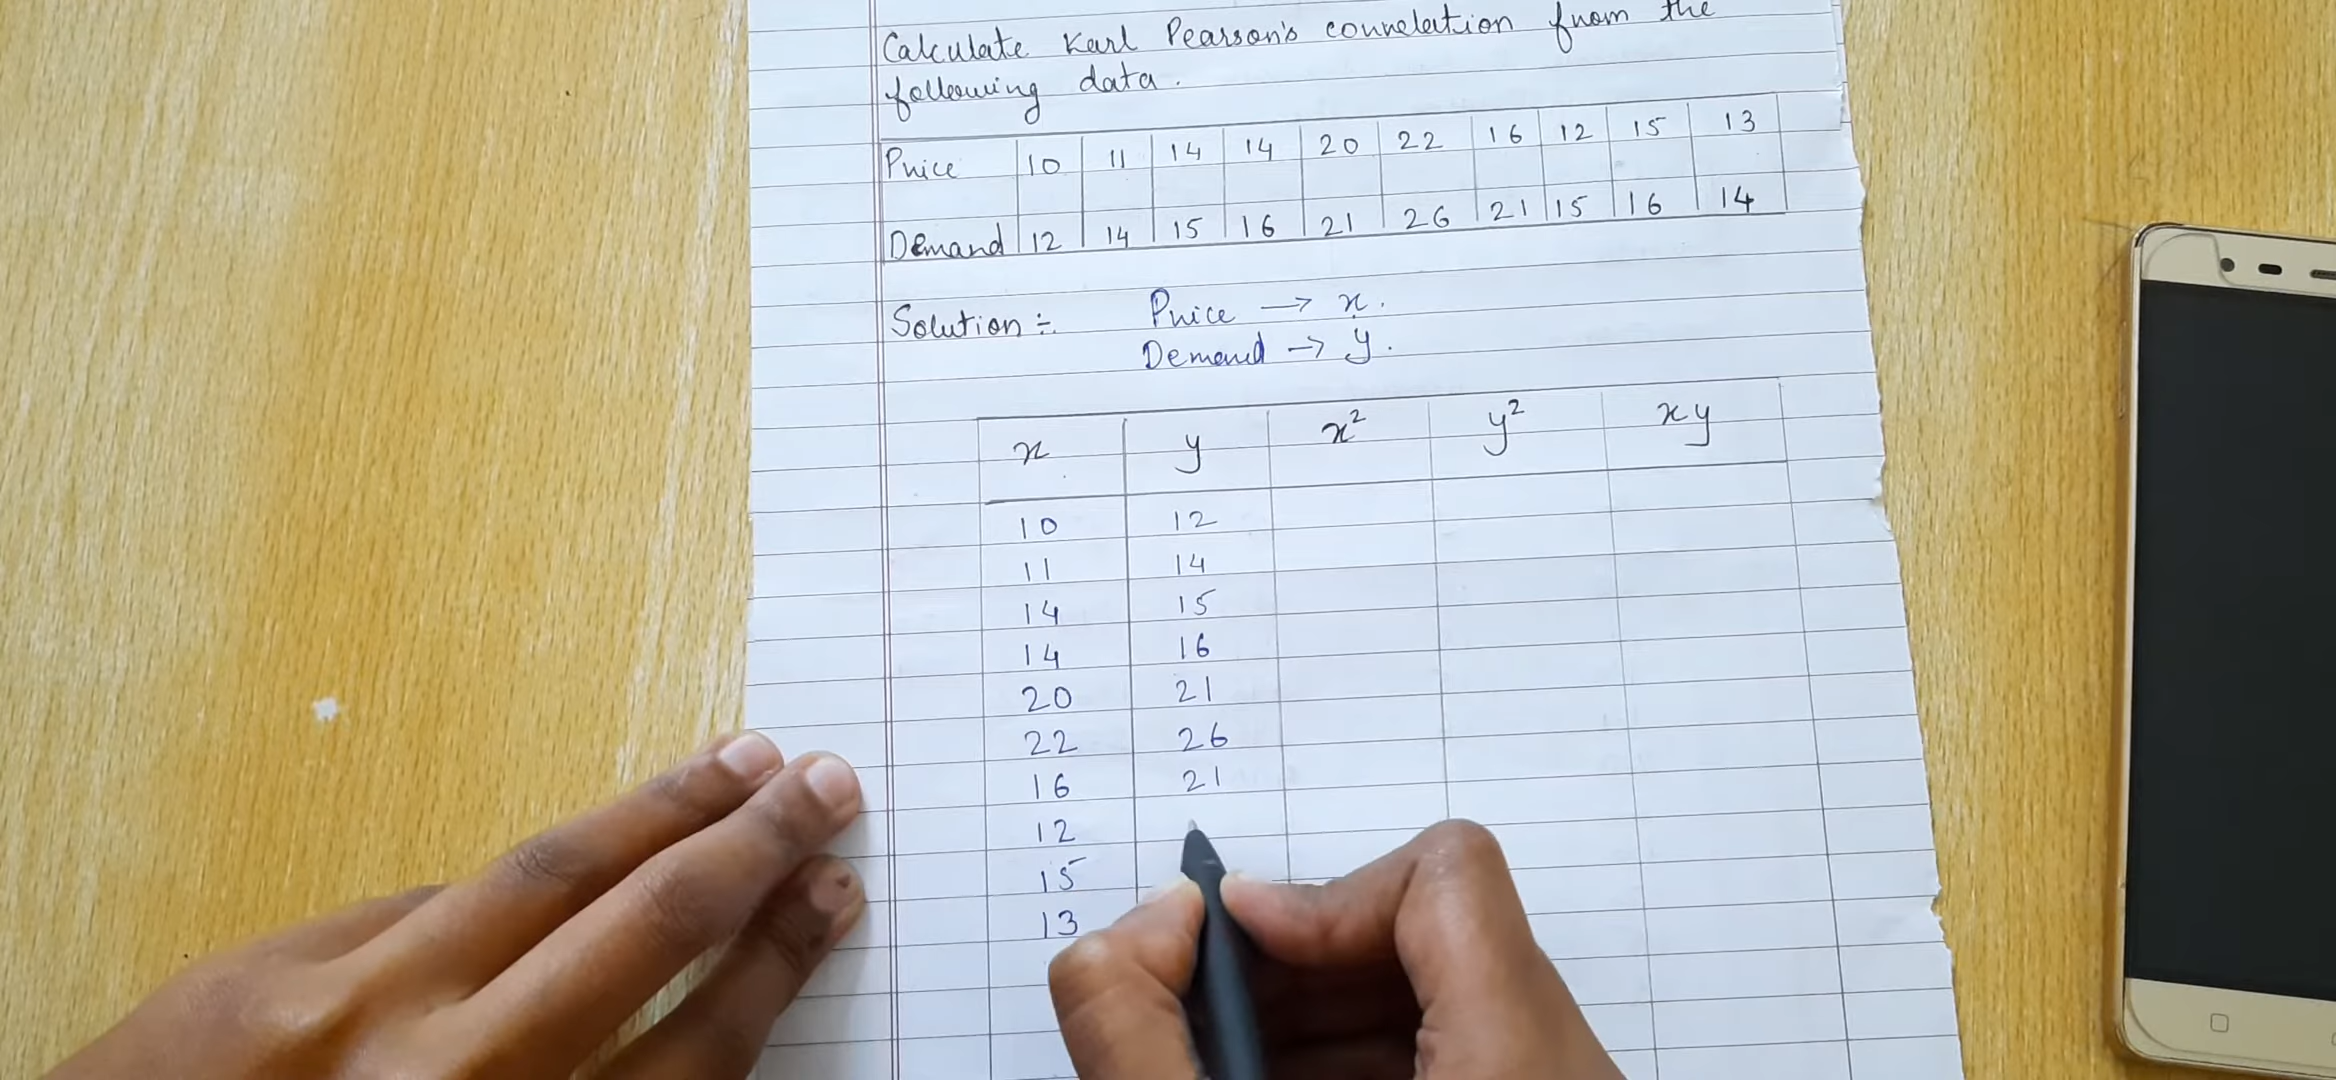 Calculate Karl Pearson's correlation from the
following data.
Price 10 11 14 14 20 22 16 12 15 13
Demand 12 14 15 16 21 26 21 15 16 14
Solution ÷ Price → x.
Demand → y.
x y x² y² xy
10 12
11 14
14 15
14 16
20 21
22 26
16 21
12
15
13